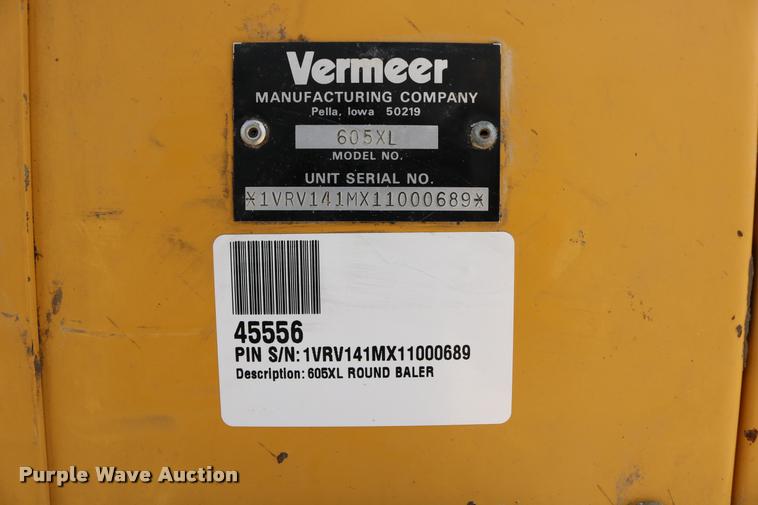 Vermeer
MANUFACTURING COMPANY
Pella, Iowa 50219
605XL
MODEL NO.
UNIT SERIAL NO.
*1VRV141MX11000689*
45556
PIN S/N: 1VRV141MX11000689
Description: 605XL ROUND BALER
Purple Wave Auction